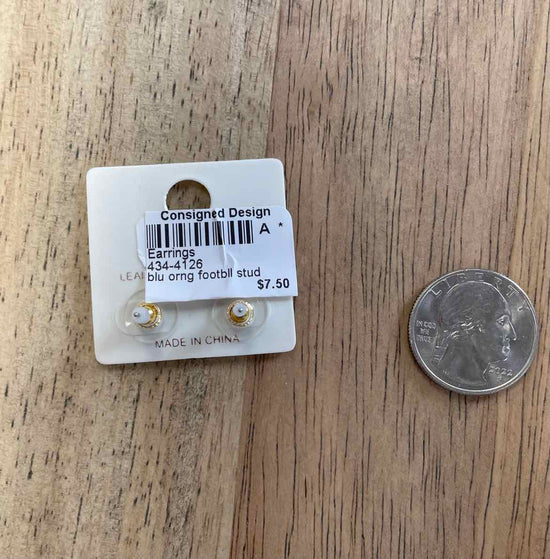 Consigned Design
A *
Earrings
434-4126
blu orng footbll stud
$7.50
MADE IN CHINA
LIBERTY
IN GOD
WE
TRUST
2022